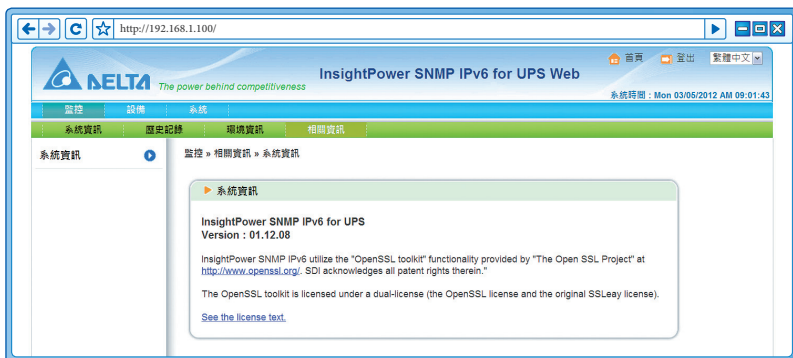 http://192.168.1.100/
DELTA The power behind competitiveness
InsightPower SNMP IPv6 for UPS Web
首頁 登出 繁體中文
系統時間 : Mon 03/05/2012 AM 09:01:43
監控 設備 系統
系統資訊 歷史記錄 環境資訊 相關資訊
系統資訊
監控 » 相關資訊 » 系統資訊
系統資訊
InsightPower SNMP IPv6 for UPS
Version : 01.12.08
InsightPower SNMP IPv6 utilize the "OpenSSL toolkit" functionality provided by "The Open SSL Project" at
http://www.openssl.org/. SDI acknowledges all patent rights therein."
The OpenSSL toolkit is licensed under a dual-license (the OpenSSL license and the original SSLeay license).
See the license text.